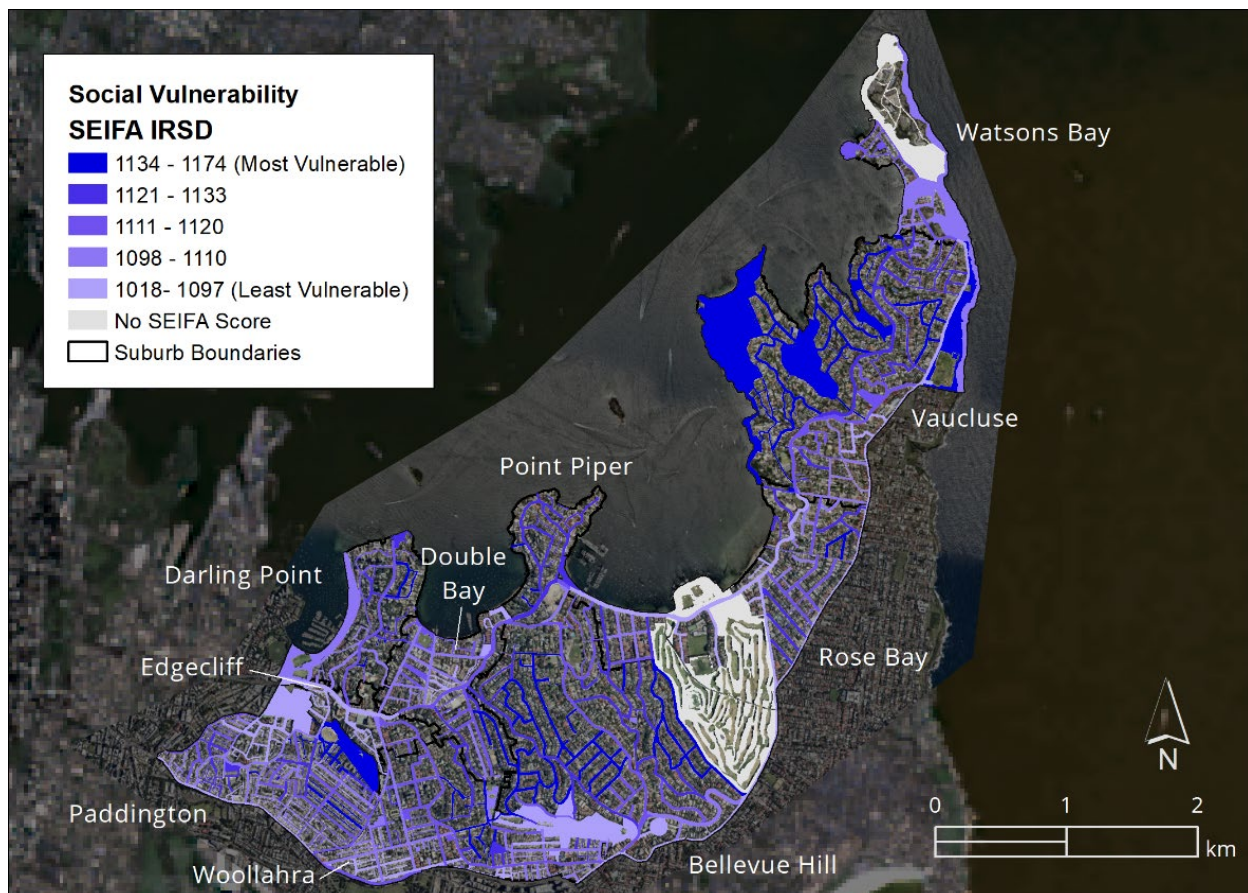 Social Vulnerability
SEIFA IRSD
1134 - 1174 (Most Vulnerable)
1121 - 1133
1111 - 1120
1098 - 1110
1018- 1097 (Least Vulnerable)
No SEIFA Score
Suburb Boundaries
Watsons Bay
Vaucluse
Point Piper
Double
Bay
Darling Point
Edgecliff
Rose Bay
Paddington
Woollahra
Bellevue Hill
N
0 1 2
km